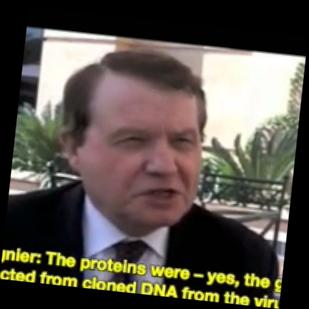 gnier: The proteins were – yes, the g
cted from cloned DNA from the viru